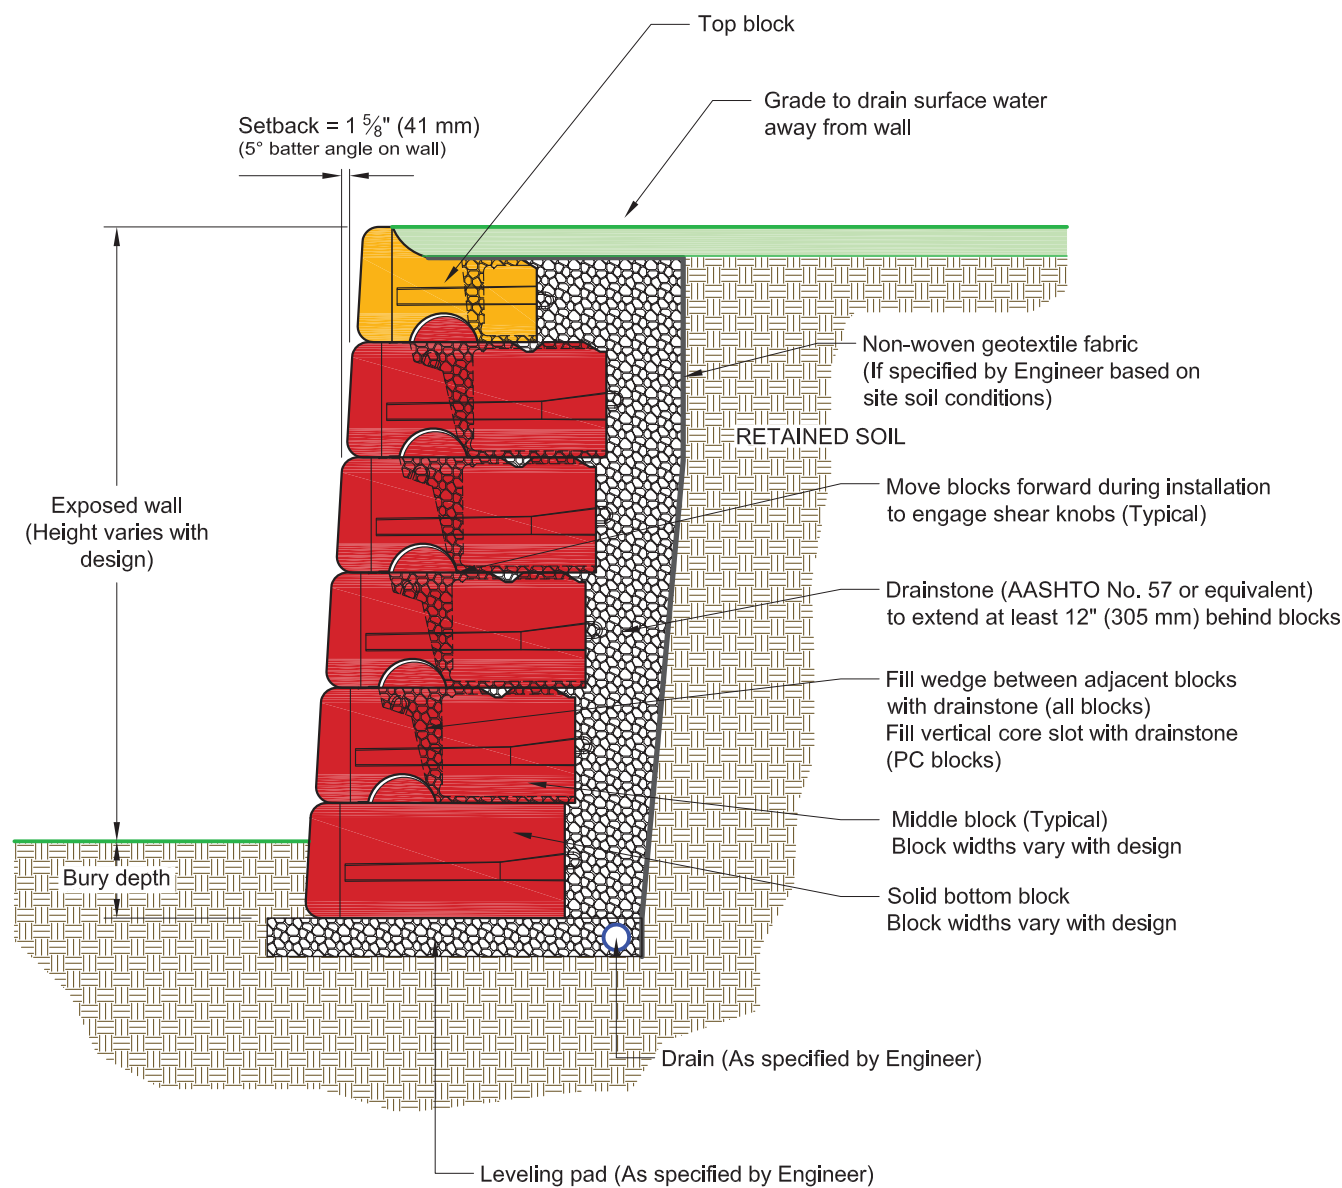 Top block
Grade to drain surface water
away from wall
Setback = 1 5⁄8" (41 mm)
(5° batter angle on wall)
Non-woven geotextile fabric
(If specified by Engineer based on
site soil conditions)
RETAINED SOIL
Move blocks forward during installation
to engage shear knobs (Typical)
Exposed wall
(Height varies with
design)
Drainstone (AASHTO No. 57 or equivalent)
to extend at least 12" (305 mm) behind blocks
Fill wedge between adjacent blocks
with drainstone (all blocks)
Fill vertical core slot with drainstone
(PC blocks)
Middle block (Typical)
Block widths vary with design
Bury depth
Solid bottom block
Block widths vary with design
Drain (As specified by Engineer)
Leveling pad (As specified by Engineer)